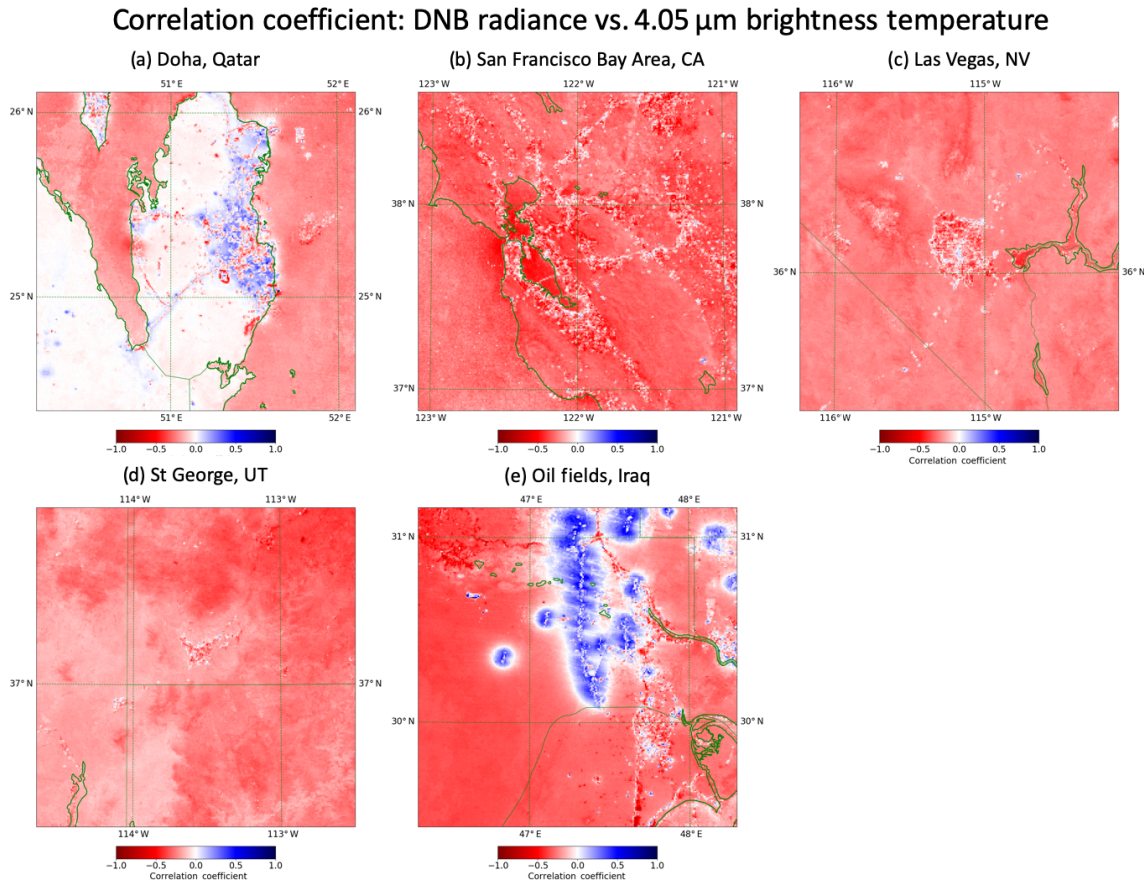 Correlation coefficient: DNB radiance vs. 4.05 µm brightness temperature
(a) Doha, Qatar
(b) San Francisco Bay Area, CA
(c) Las Vegas, NV
51°E 52°E
26°N 26°N
25°N 25°N
51°E 52°E
−1.0 −0.5 0.0 0.5 1.0
123°W 122°W 121°W
38°N 38°N
37°N 37°N
123°W 122°W 121°W
−1.0 −0.5 0.0 0.5 1.0
116°W 115°W
36°N 36°N
116°W 115°W
−1.0 −0.5 0.0 0.5 1.0
Correlation coefficient
(d) St George, UT
(e) Oil fields, Iraq
114°W 113°W
37°N 37°N
114°W 113°W
−1.0 −0.5 0.0 0.5 1.0
Correlation coefficient
47°E 48°E
31°N 31°N
30°N 30°N
47°E 48°E
−1.0 −0.5 0.0 0.5 1.0
Correlation coefficient